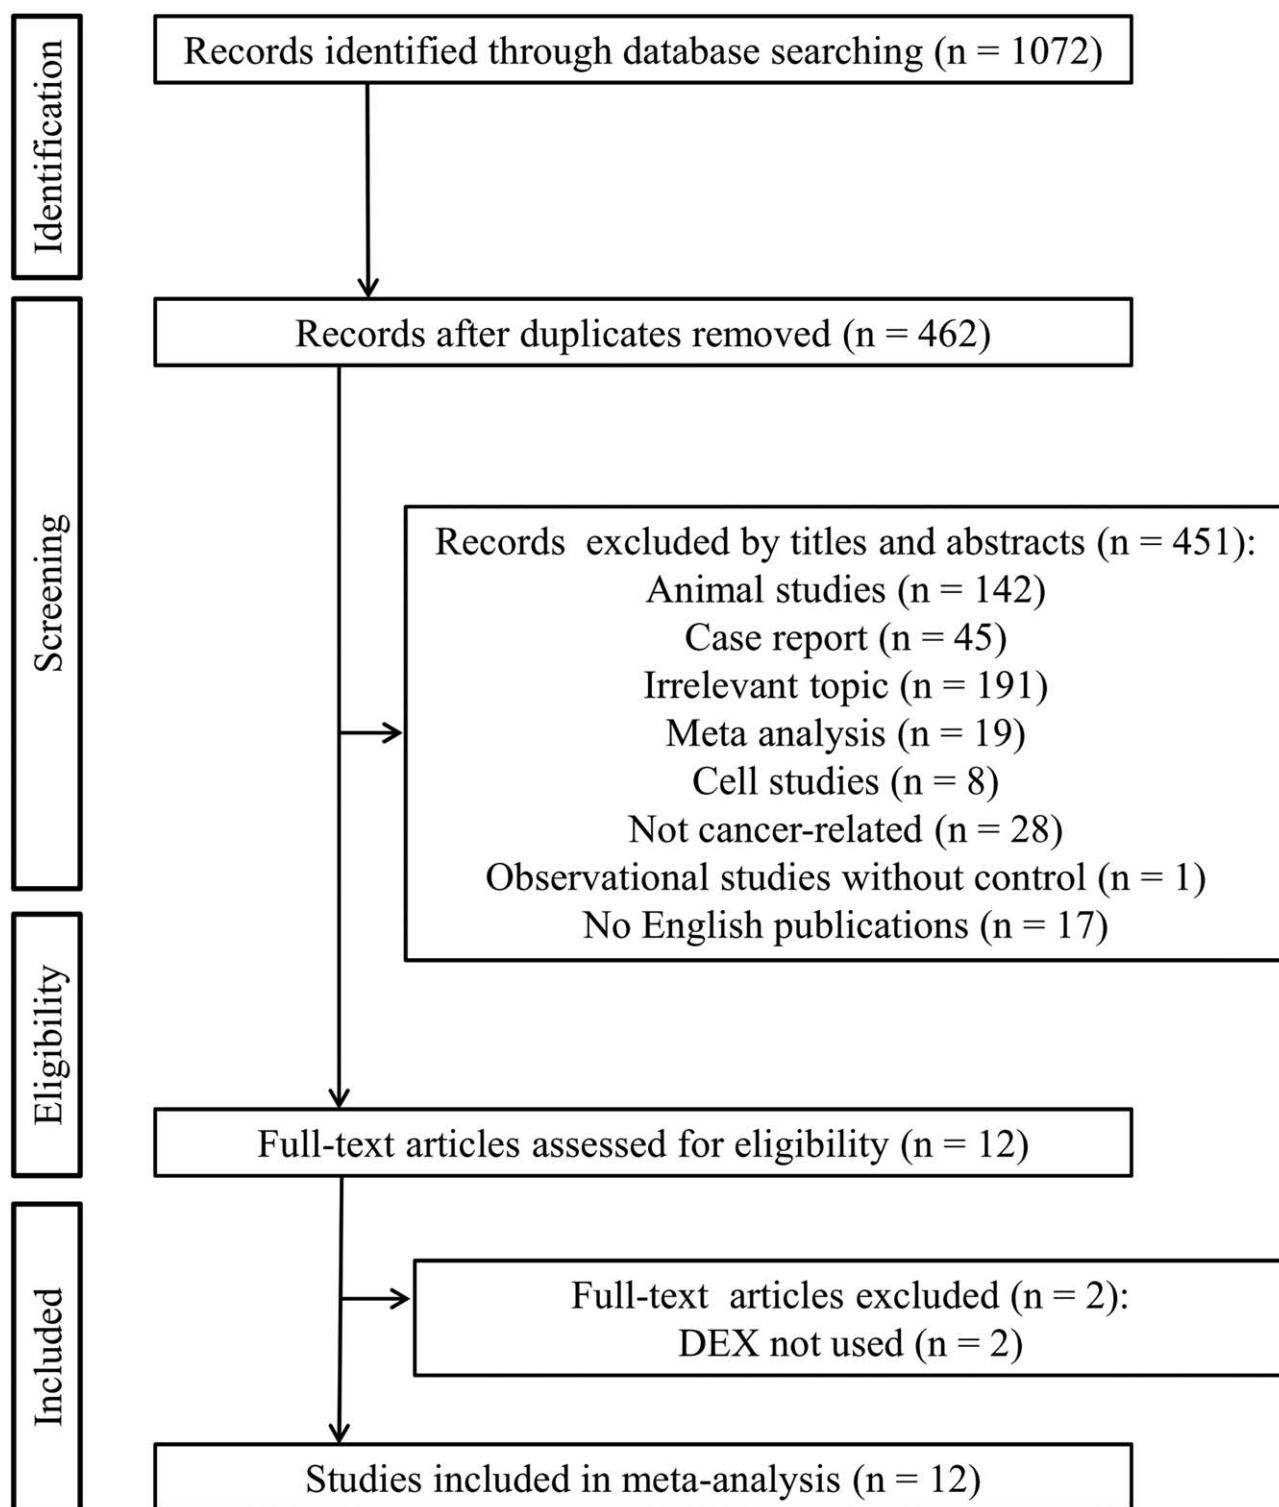 Identification
Records identified through database searching (n = 1072)
Screening
Records after duplicates removed (n = 462)
Records excluded by titles and abstracts (n = 451):
Animal studies (n = 142)
Case report (n = 45)
Irrelevant topic (n = 191)
Meta analysis (n = 19)
Cell studies (n = 8)
Not cancer-related (n = 28)
Observational studies without control (n = 1)
No English publications (n = 17)
Eligibility
Full-text articles assessed for eligibility (n = 12)
Included
Full-text articles excluded (n = 2):
DEX not used (n = 2)
Studies included in meta-analysis (n = 12)